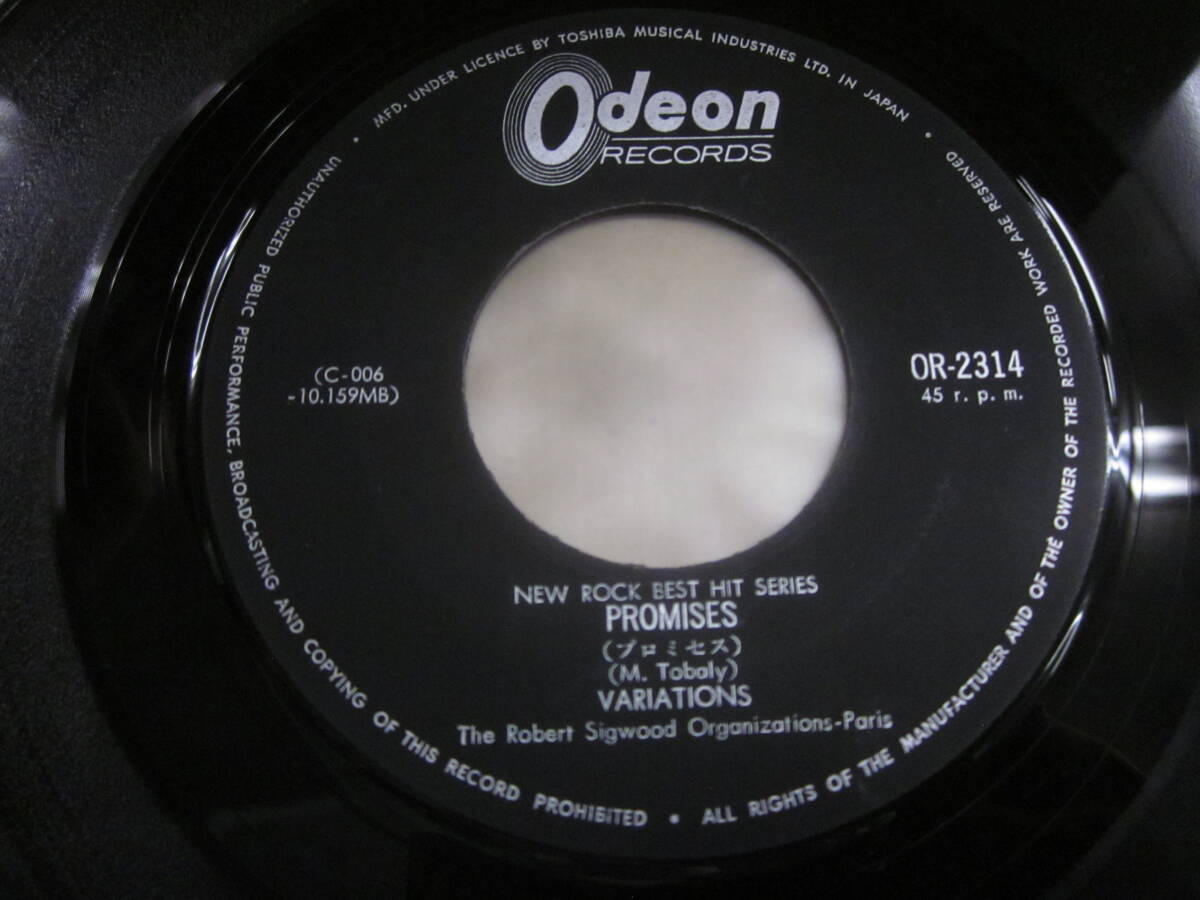 MFD. UNDER LICENCE BY TOSHIBA MUSICAL INDUSTRIES LTD. IN JAPAN •
Odeon
RECORDS
(C-006
-10.159MB)
OR-2314
45 r. p. m.
NEW ROCK BEST HIT SERIES
PROMISES
(プロミセス)
(M. Tobaly)
VARIATIONS
The Robert Sigwood Organizations-Paris
• UNAUTHORIZED PUBLIC PERFORMANCE, BROADCASTING AND COPYING OF THIS RECORD PROHIBITED • ALL RIGHTS OF THE MANUFACTURER AND OF THE OWNER OF THE RECORDED WORK ARE RESERVED